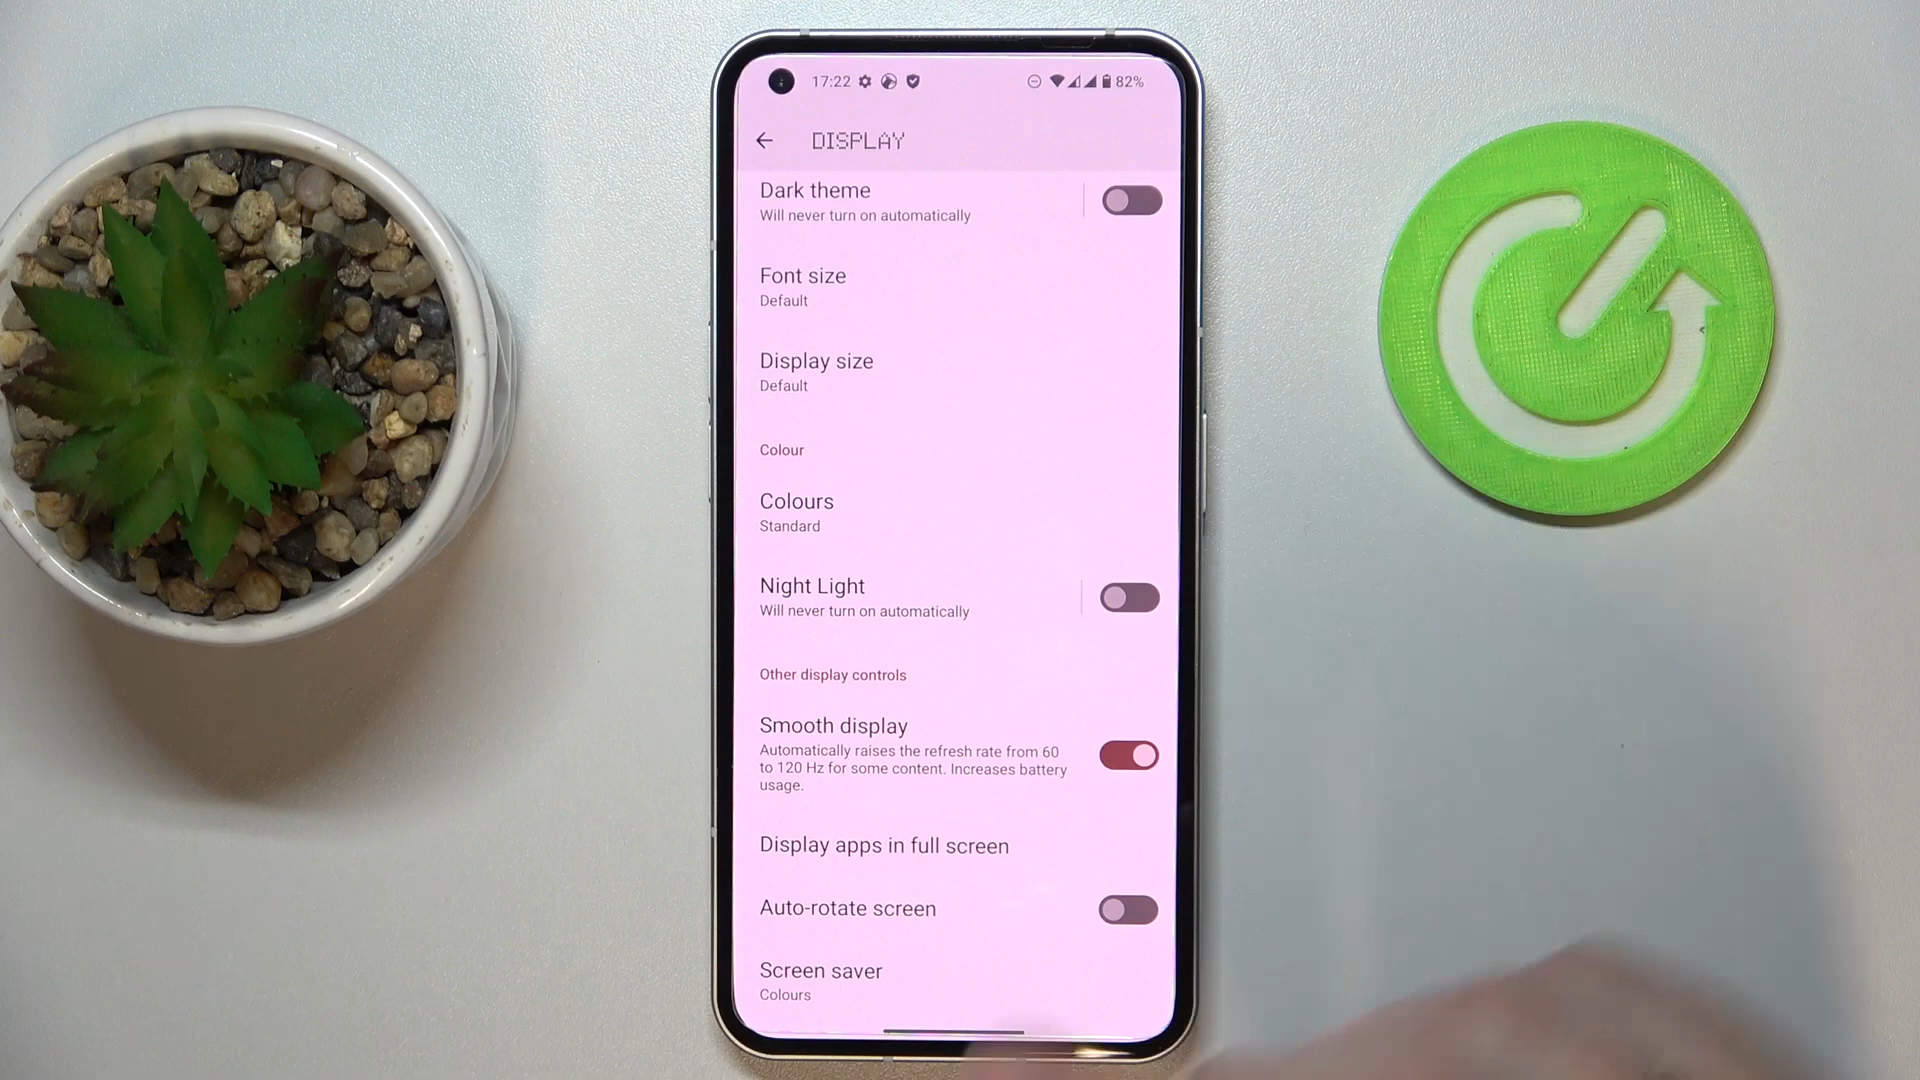 17:22 82%
DISPLAY
Dark theme
Will never turn on automatically
Font size
Default
Display size
Default
Colour
Colours
Standard
Night Light
Will never turn on automatically
Other display controls
Smooth display
Automatically raises the refresh rate from 60
to 120 Hz for some content. Increases battery
usage.
Display apps in full screen
Auto-rotate screen
Screen saver
Colours